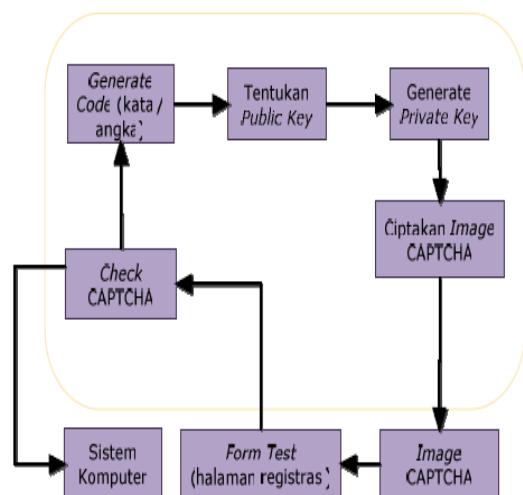 Generate
Code (kata /
angka)
Tentukan
Public Key
Generate
Private Key
Ciptakan Image
CAPTCHA
Check
CAPTCHA
Sistem
Komputer
Form Test
(halaman registras)
Image
CAPTCHA